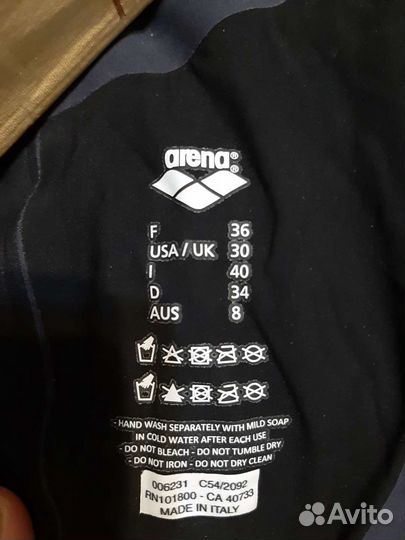 arena®
®
F 36
USA / UK 30
I 40
D 34
AUS 8
- HAND WASH SEPARATELY WITH MILD SOAP
IN COLD WATER AFTER EACH USE
- DO NOT BLEACH - DO NOT TUMBLE DRY
- DO NOT IRON - DO NOT DRY CLEAN
006231 C54/2092
RN101800 - CA 40733
MADE IN ITALY
Avito